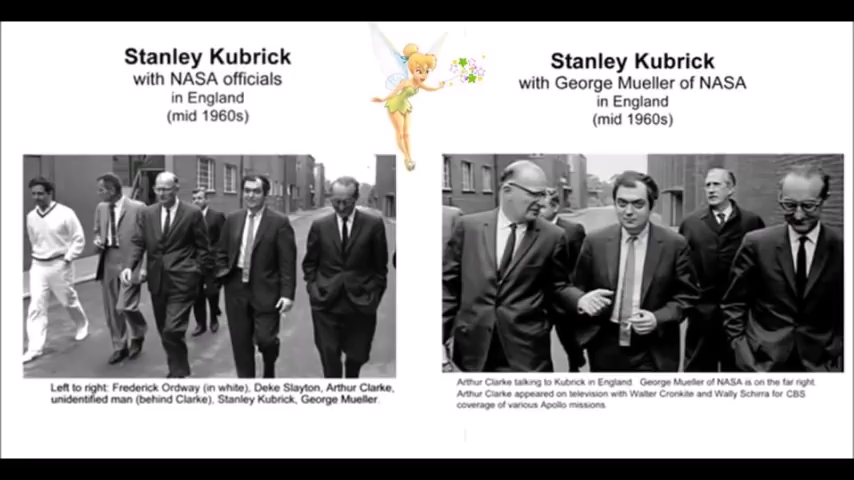 Stanley Kubrick
with NASA officials
in England
(mid 1960s)
Left to right: Frederick Ordway (in white), Deke Slayton, Arthur Clarke,
unidentified man (behind Clarke), Stanley Kubrick, George Mueller.
Stanley Kubrick
with George Mueller of NASA
in England
(mid 1960s)
Arthur Clarke talking to Kubrick in England. George Mueller of NASA is on the far right.
Arthur Clarke appeared on television with Walter Cronkite and Wally Schirra for CBS
coverage of various Apollo missions.